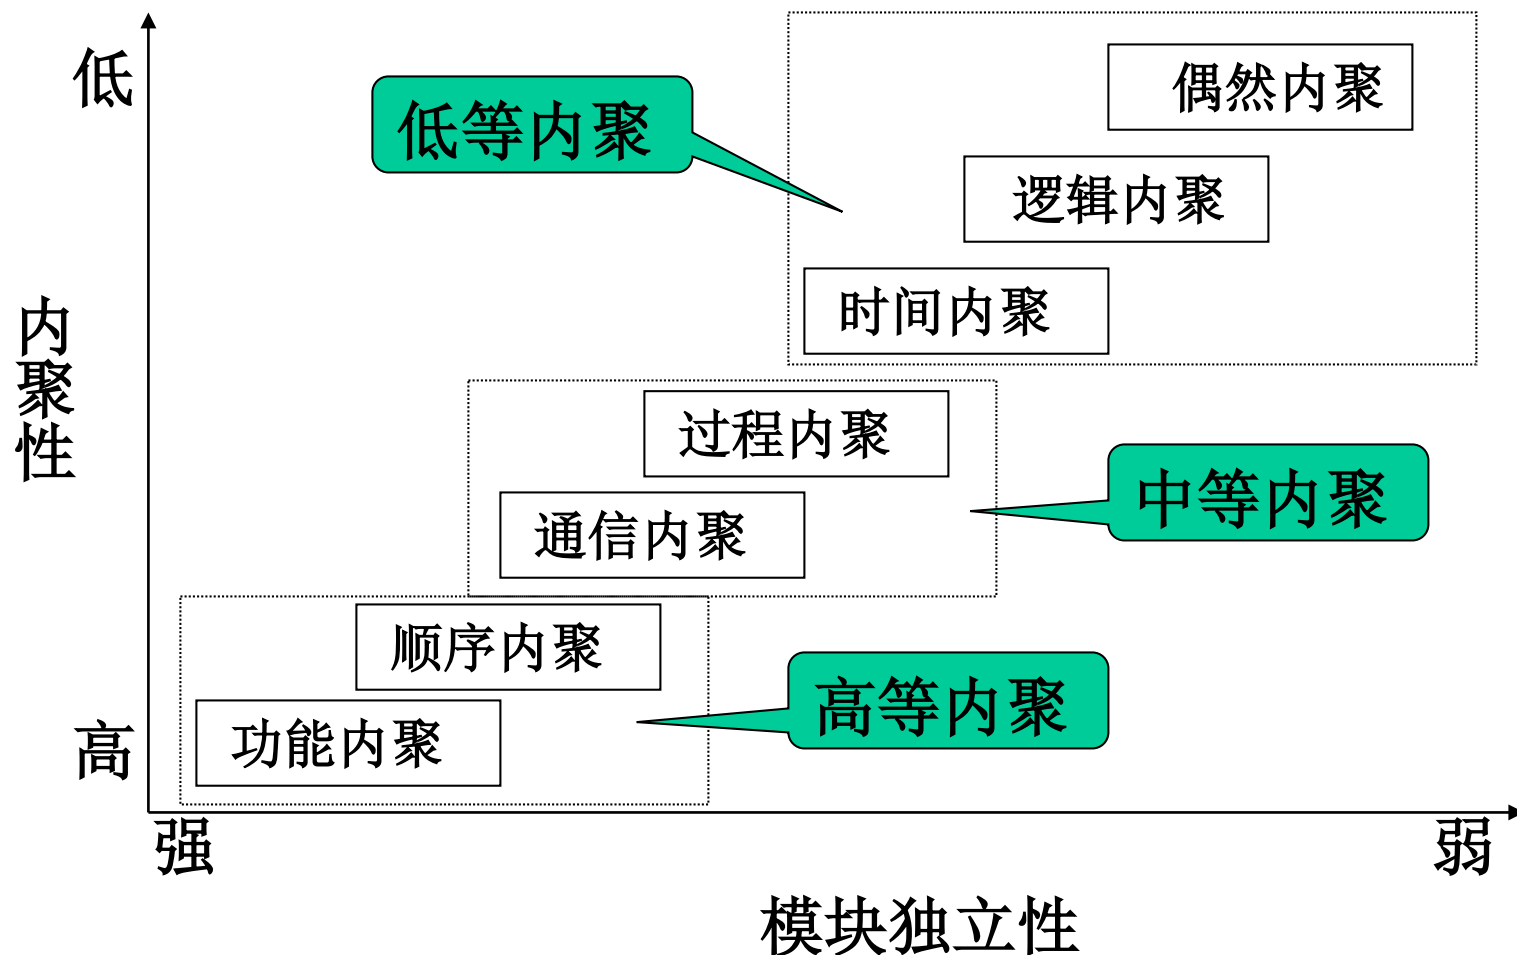 低
偶然内聚
低等内聚
逻辑内聚
时间内聚
内聚性
过程内聚
中等内聚
通信内聚
顺序内聚
高等内聚
高
功能内聚
强
弱
模块独立性